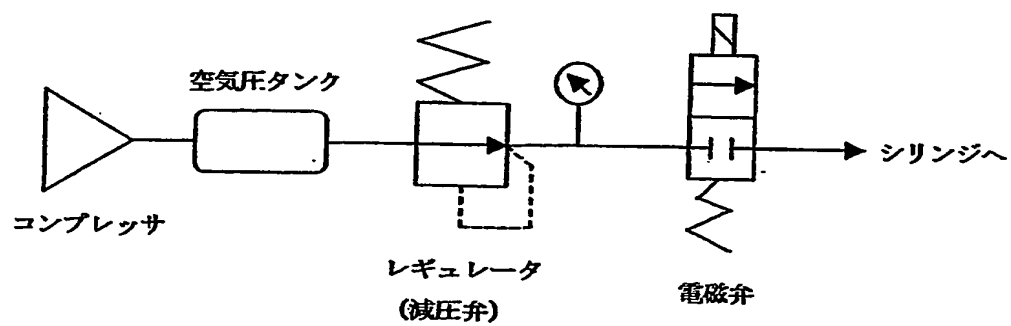 空気圧タンク
シリンジへ
コンプレッサ
レギュレータ
(減圧弁)
電磁弁